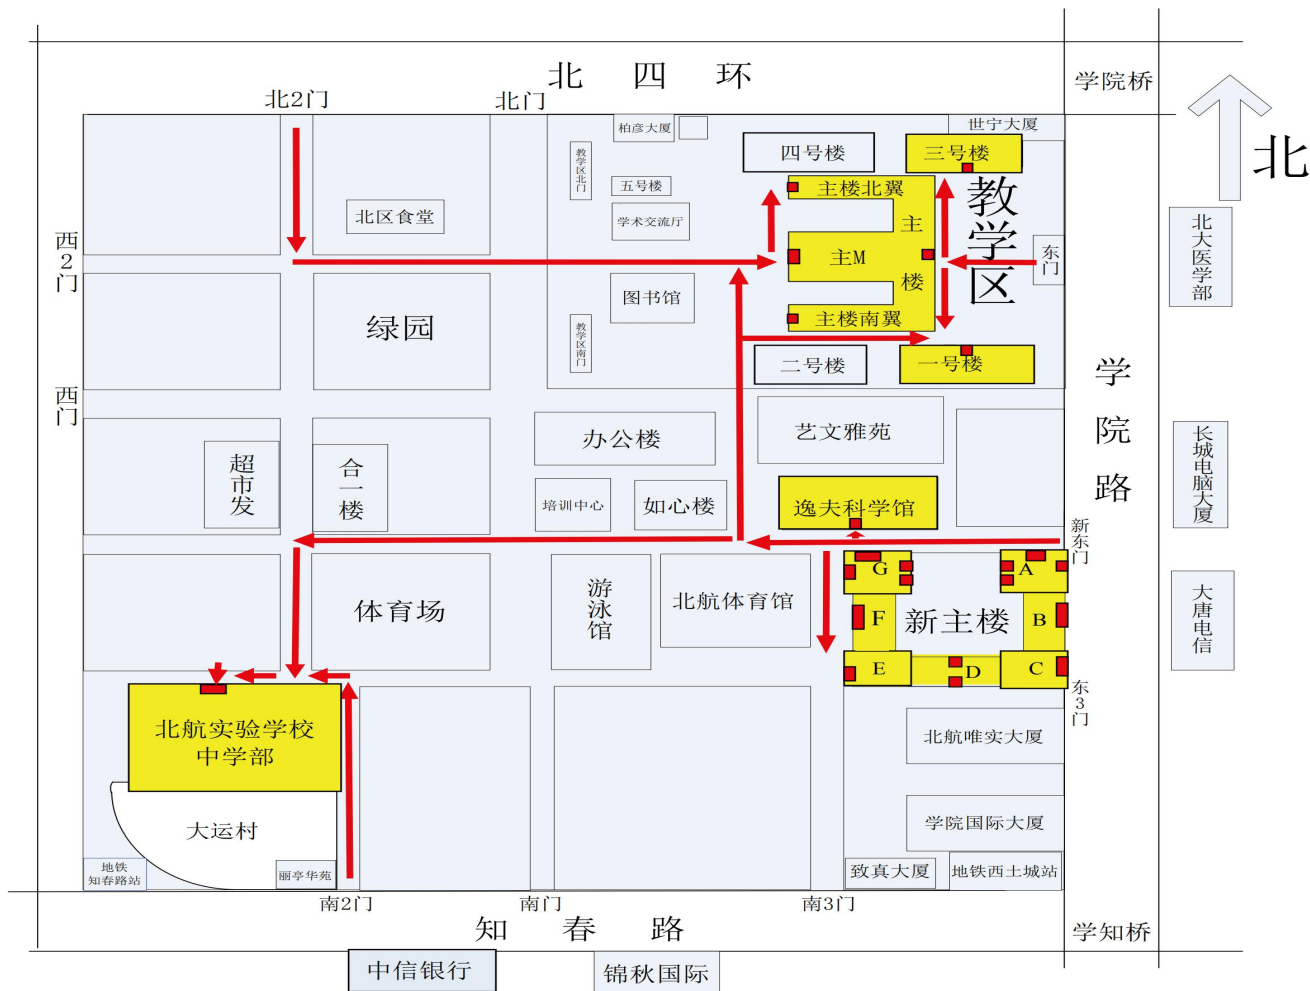 北四环
学院桥
北2门
北门
柏彦大厦
世宁大厦
北
四号楼
三号楼
教学区北门
五号楼
主楼北翼
教学区
北区食堂
学术交流厅
主楼
西2门
主M
东门
北大医学部
图书馆
绿园
教学区南门
主楼南翼
二号楼
一号楼
学院路
西门
办公楼
艺文雅苑
长城电脑大厦
超市发
合一楼
培训中心
如心楼
逸夫科学馆
新东门
G
A
体育场
游泳馆
北航体育馆
F
新主楼
B
大唐电信
E
D
C
东3门
北航实验学校
中学部
北航唯实大厦
大运村
学院国际大厦
地铁
知春路站
丽亭华苑
致真大厦
地铁西土城站
南2门
南门
南3门
知春路
学知桥
中信银行
锦秋国际